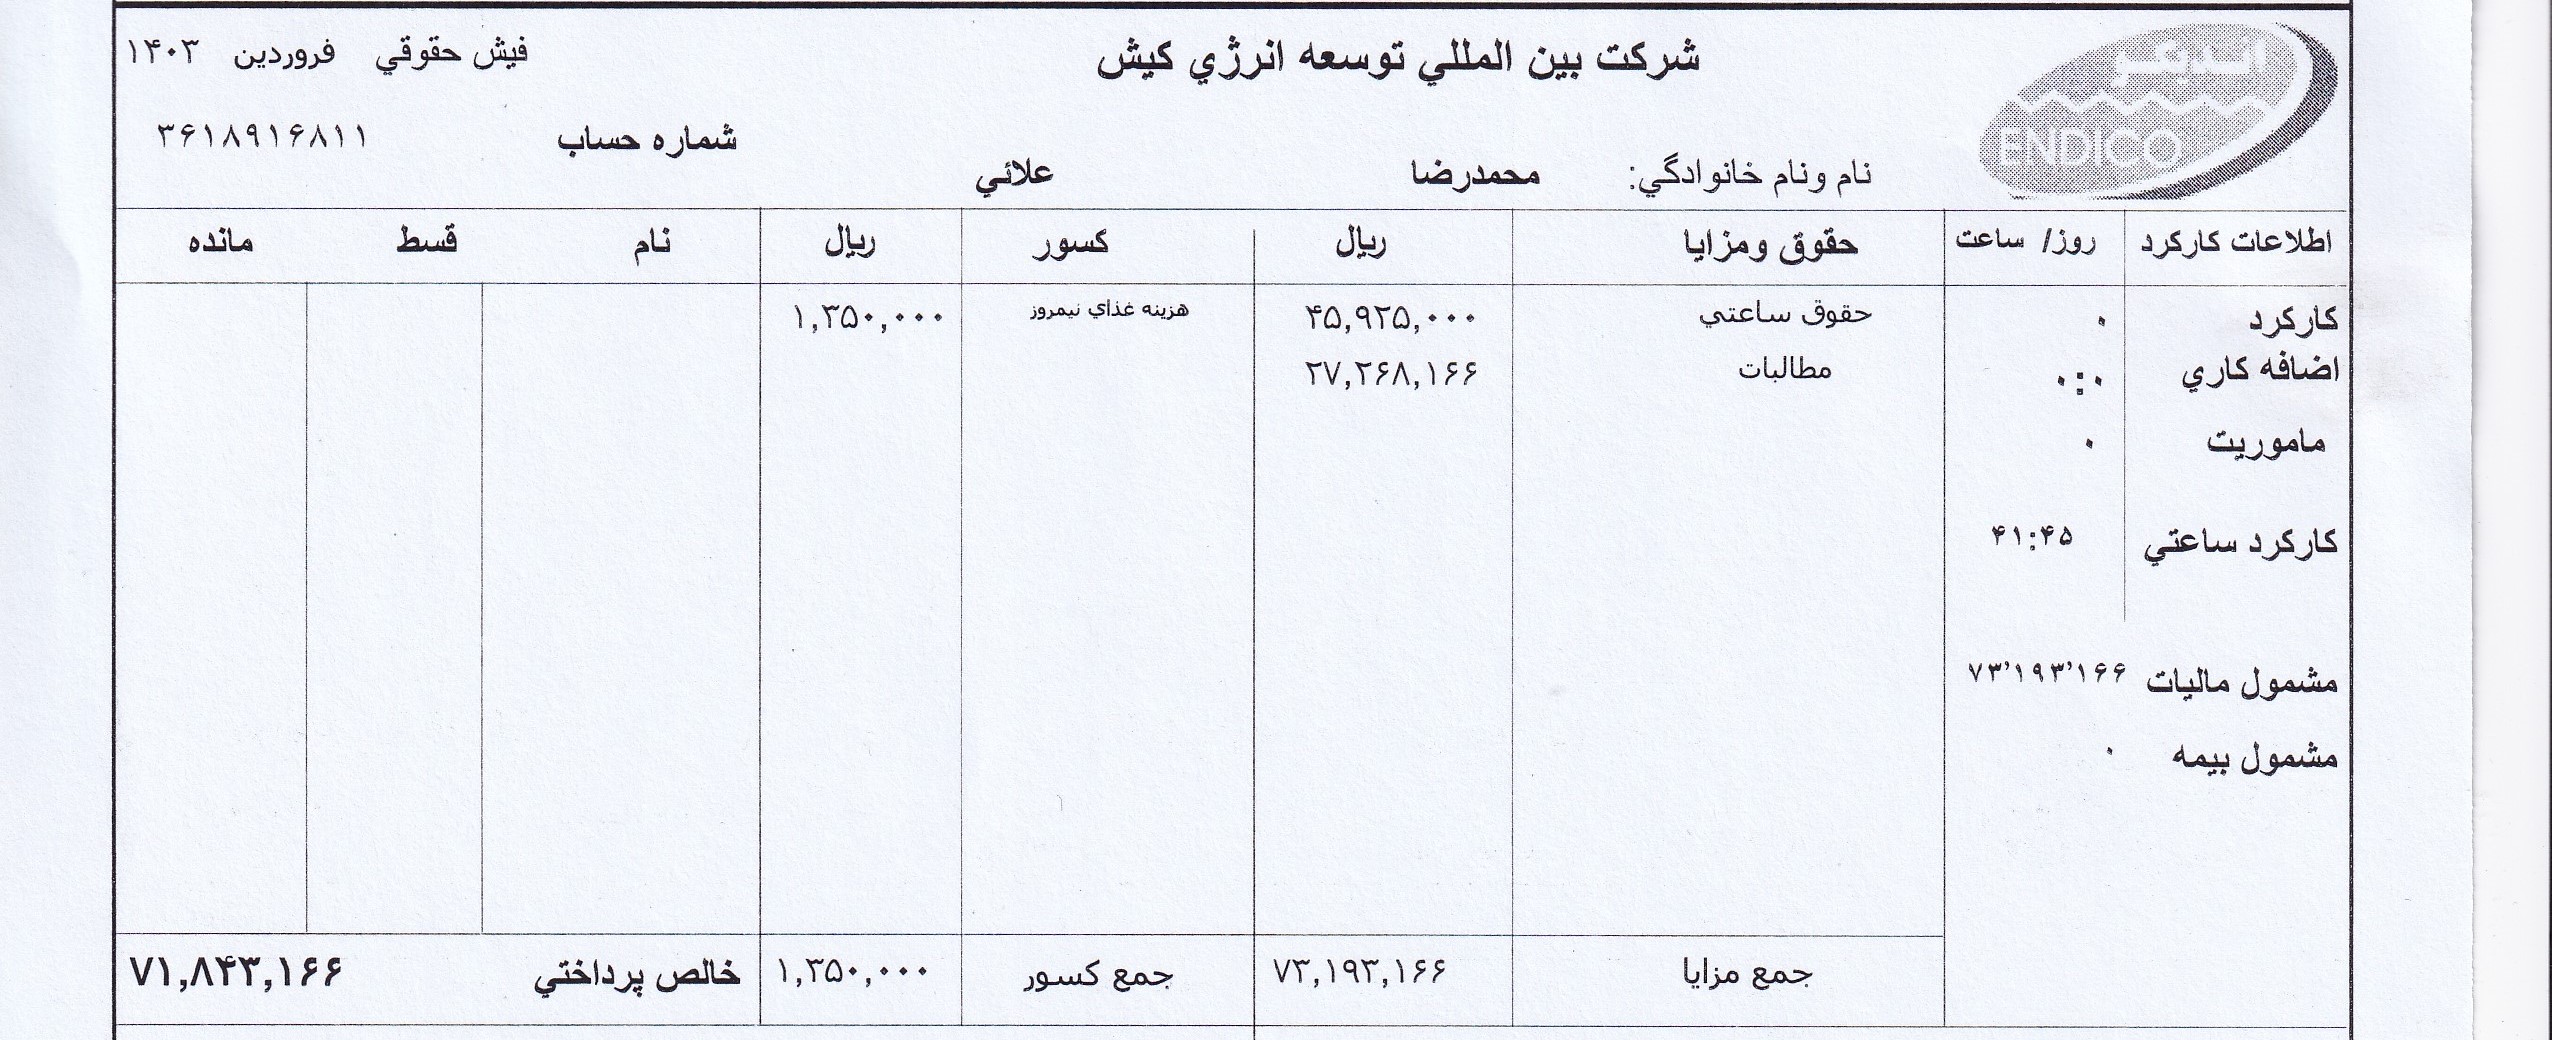 انديكو
ENDICO
شركت بين المللي توسعه انرژي كيش
فيش حقوقي فروردين ۱۴۰۳
شماره حساب ۳۶۱۸۹۱۶۸۱۱
نام ونام خانوادگي: محمدرضا علائي
اطلاعات كاركرد روز/ ساعت حقوق ومزايا ريال كسور ريال نام قسط مانده
كاركرد ۰ حقوق ساعتي ۴۵,۹۲۵,۰۰۰ هزينه غذاي نيمروز ۱,۳۵۰,۰۰۰
اضافه كاري ۰:۰ مطالبات ۲۷,۲۶۸,۱۶۶
ماموريت ۰
كاركرد ساعتي ۴۱:۴۵
مشمول ماليات ۷۳'۱۹۳'۱۶۶
مشمول بيمه ۰
جمع مزايا ۷۳,۱۹۳,۱۶۶ جمع كسور ۱,۳۵۰,۰۰۰ خالص پرداختي ۷۱,۸۴۳,۱۶۶